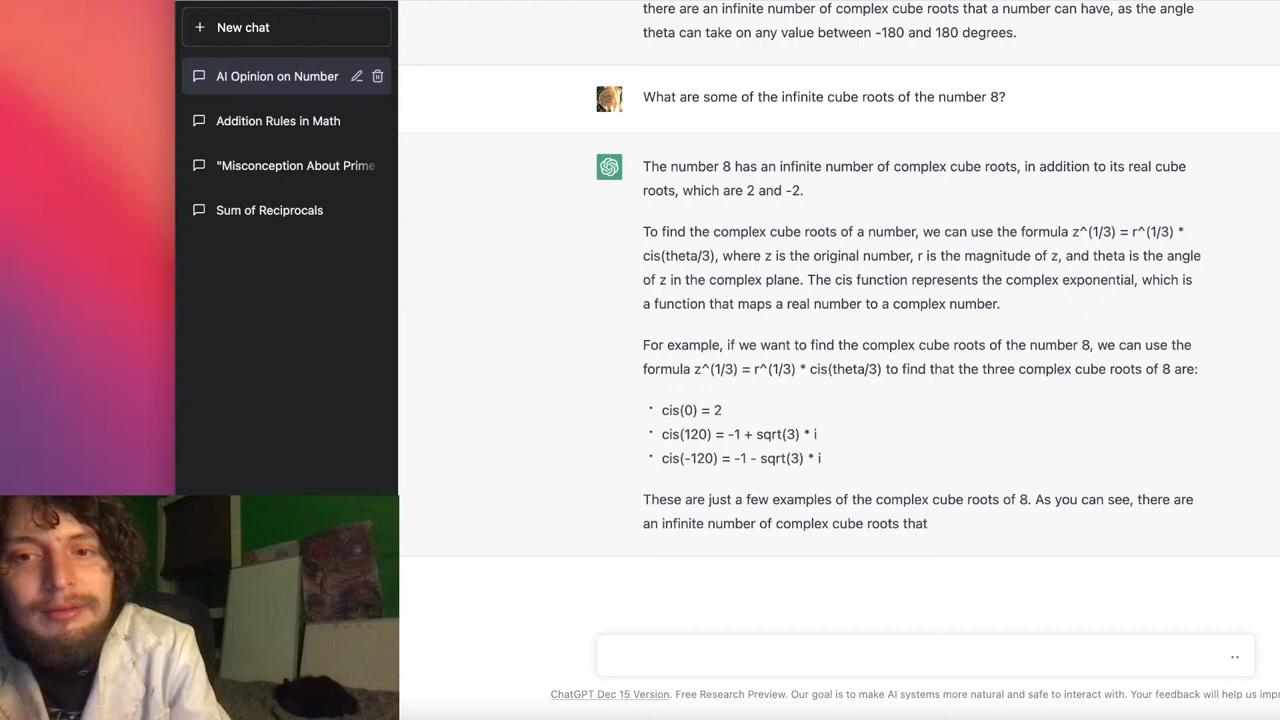 New chat
AI Opinion on Number
Addition Rules in Math
"Misconception About Prime
Sum of Reciprocals
there are an infinite number of complex cube roots that a number can have, as the angle
theta can take on any value between -180 and 180 degrees.
What are some of the infinite cube roots of the number 8?
The number 8 has an infinite number of complex cube roots, in addition to its real cube
roots, which are 2 and -2.
To find the complex cube roots of a number, we can use the formula z^(1/3) = r^(1/3) *
cis(theta/3), where z is the original number, r is the magnitude of z, and theta is the angle
of z in the complex plane. The cis function represents the complex exponential, which is
a function that maps a real number to a complex number.
For example, if we want to find the complex cube roots of the number 8, we can use the
formula z^(1/3) = r^(1/3) * cis(theta/3) to find that the three complex cube roots of 8 are:
• cis(0) = 2
• cis(120) = -1 + sqrt(3) * i
• cis(-120) = -1 - sqrt(3) * i
These are just a few examples of the complex cube roots of 8. As you can see, there are
an infinite number of complex cube roots that
ChatGPT Dec 15 Version. Free Research Preview. Our goal is to make AI systems more natural and safe to interact with. Your feedback will help us impr